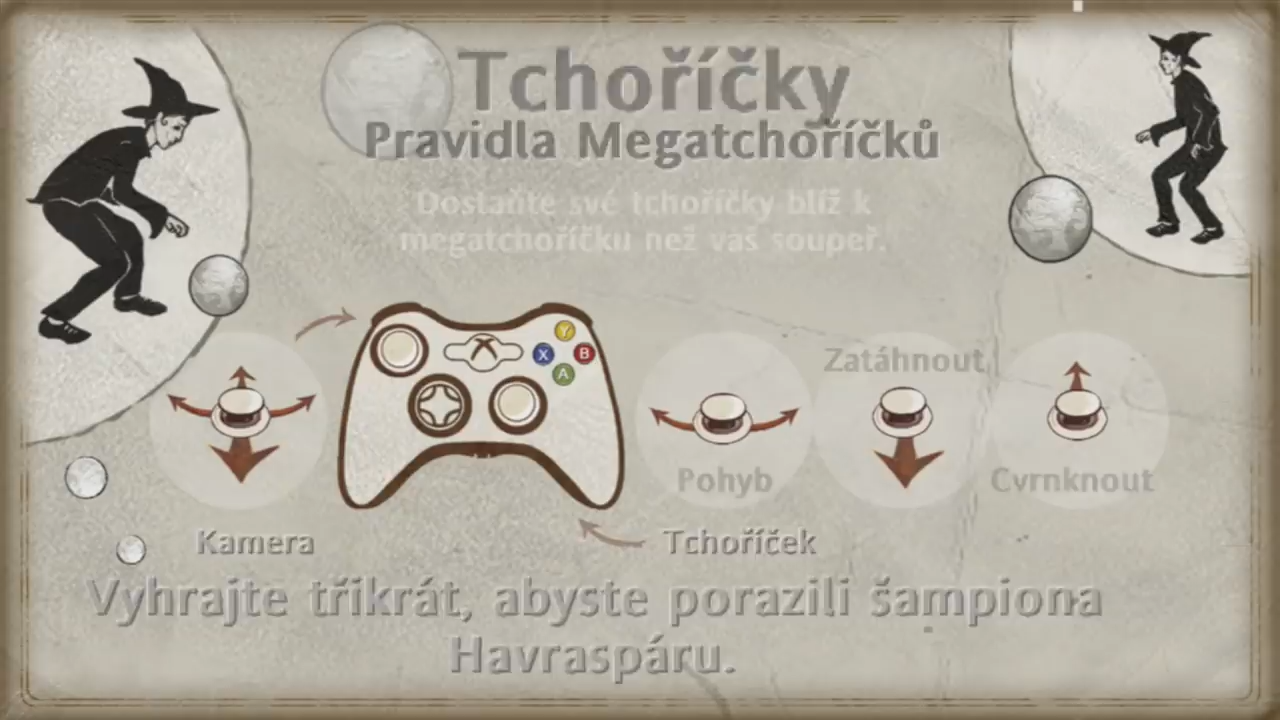 Tchoříčky
Pravidla Megatchoříčků
Dostaňte své tchoříčky blíž k
megatchoříčku než váš soupeř.
Y
X B
A
Zatáhnout
Pohyb
Cvrnknout
Kamera
Tchoříček
Vyhrajte třikrát, abyste porazili šampiona
Havraspáru.